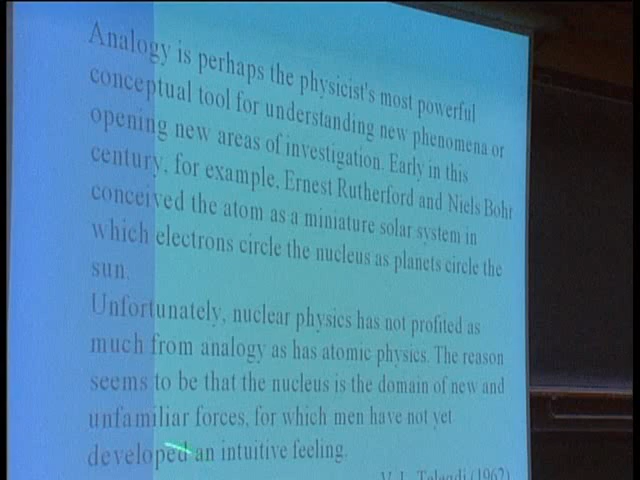 Analogy is perhaps the physicist's most powerful
conceptual tool for understanding new phenomena or
opening new areas of investigation. Early in this
century, for example, Ernest Rutherford and Niels Bohr
conceived the atom as a miniature solar system in
which electrons circle the nucleus as planets circle the
sun.
Unfortunately, nuclear physics has not profited as
much from analogy as has atomic physics. The reason
seems to be that the nucleus is the domain of new and
unfamiliar forces, for which men have not yet
developed an intuitive feeling.
V. L. Telegdi (1962)